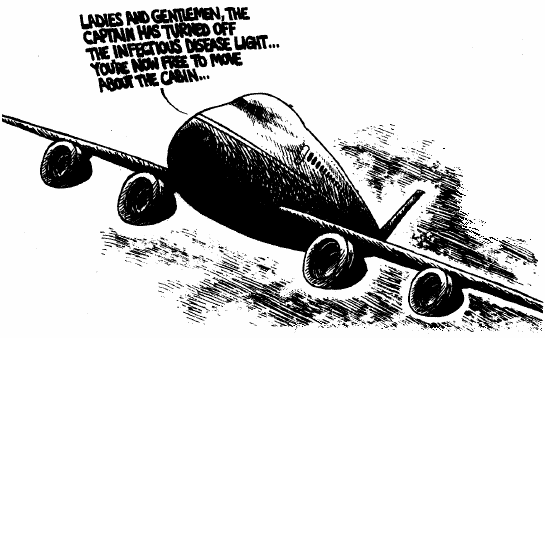 LADIES AND GENTLEMEN, THE
CAPTAIN HAS TURNED OFF
THE INFECTIOUS DISEASE LIGHT...
YOU'RE NOW FREE TO MOVE
ABOUT THE CABIN...